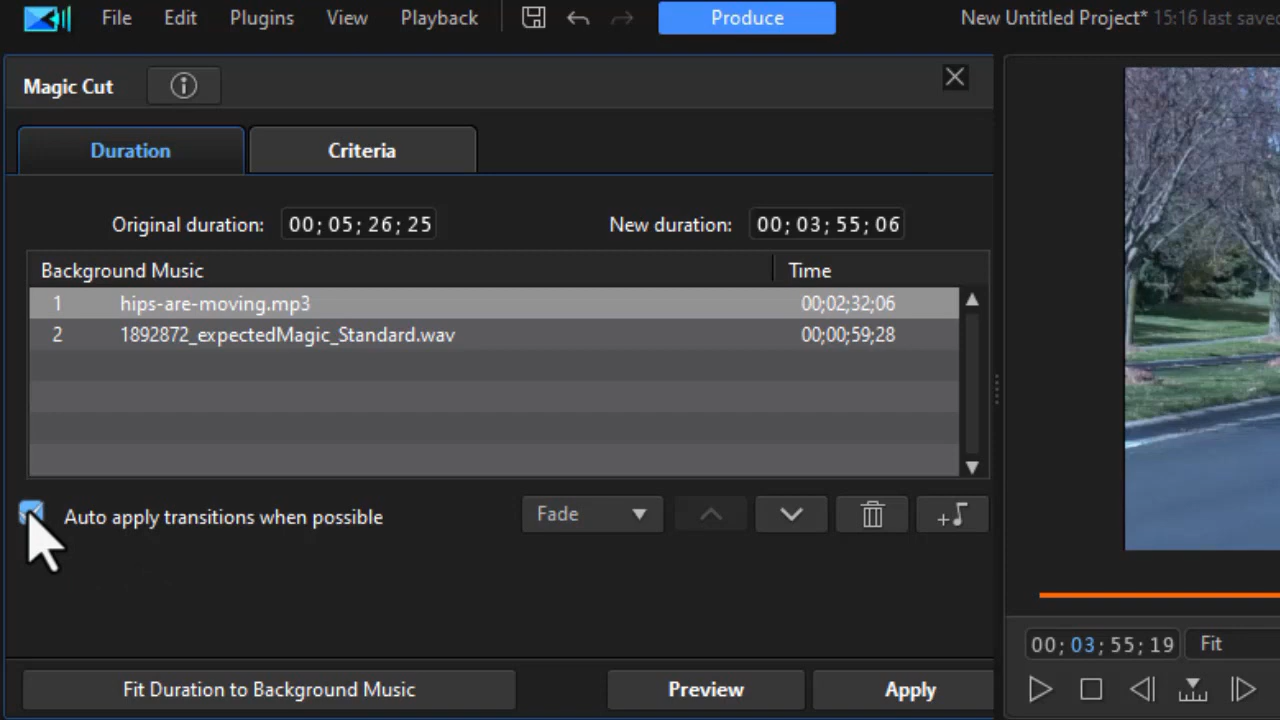 File Edit Plugins View Playback Produce New Untitled Project* 15:16 last saved
Magic Cut
Duration Criteria
Original duration: 00; 05; 26; 25 New duration: 00; 03; 55; 06
Background Music Time
1 hips-are-moving.mp3 00;02;32;06
2 1892872_expectedMagic_Standard.wav 00;00;59;28
Auto apply transitions when possible Fade
00; 03; 55; 19 Fit
Fit Duration to Background Music Preview Apply